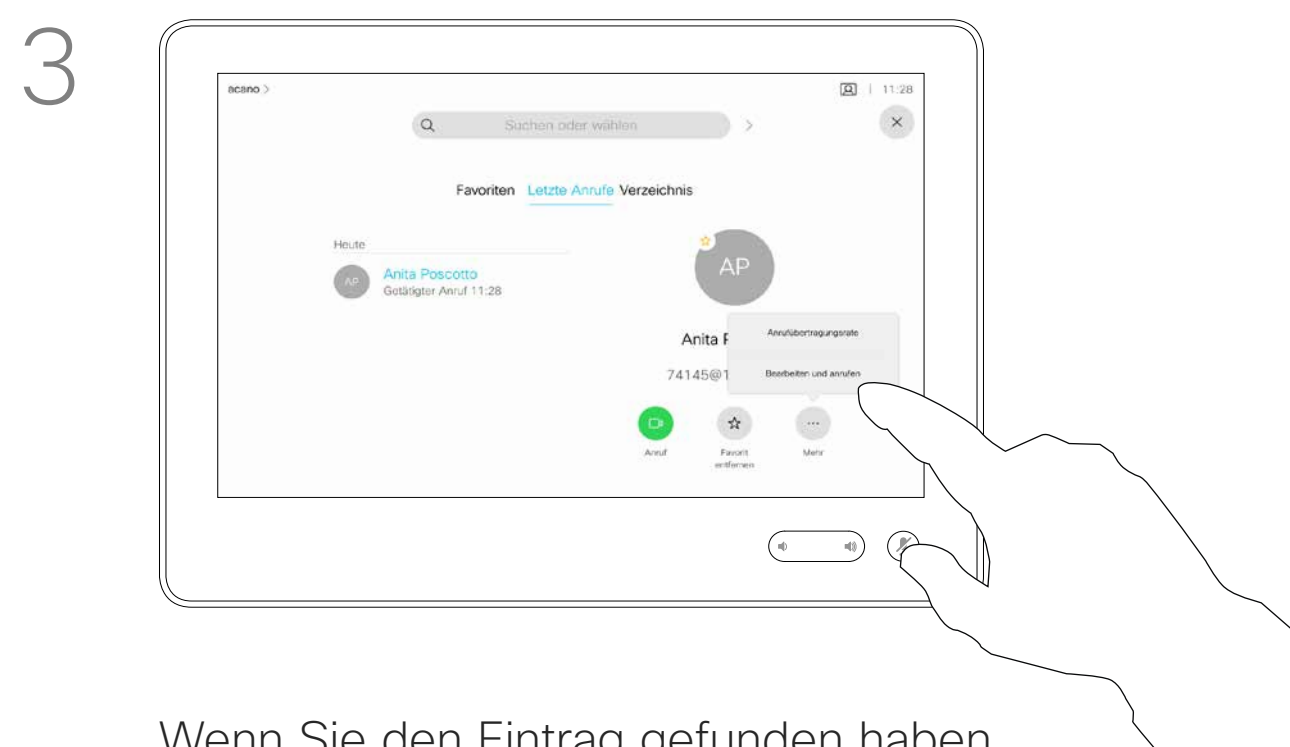 3
acano >
11:28
Suchen oder wählen
Favoriten Letzte Anrufe Verzeichnis
Heute
AP
Anita Poscotto
Getätigter Anruf 11:28
AP
Anita
74145@1
Anrufübertragungsrate
Bearbeiten und anrufen
Anruf
Favorit
entfernen
Mehr
Wenn Sie den Eintrag gefunden haben